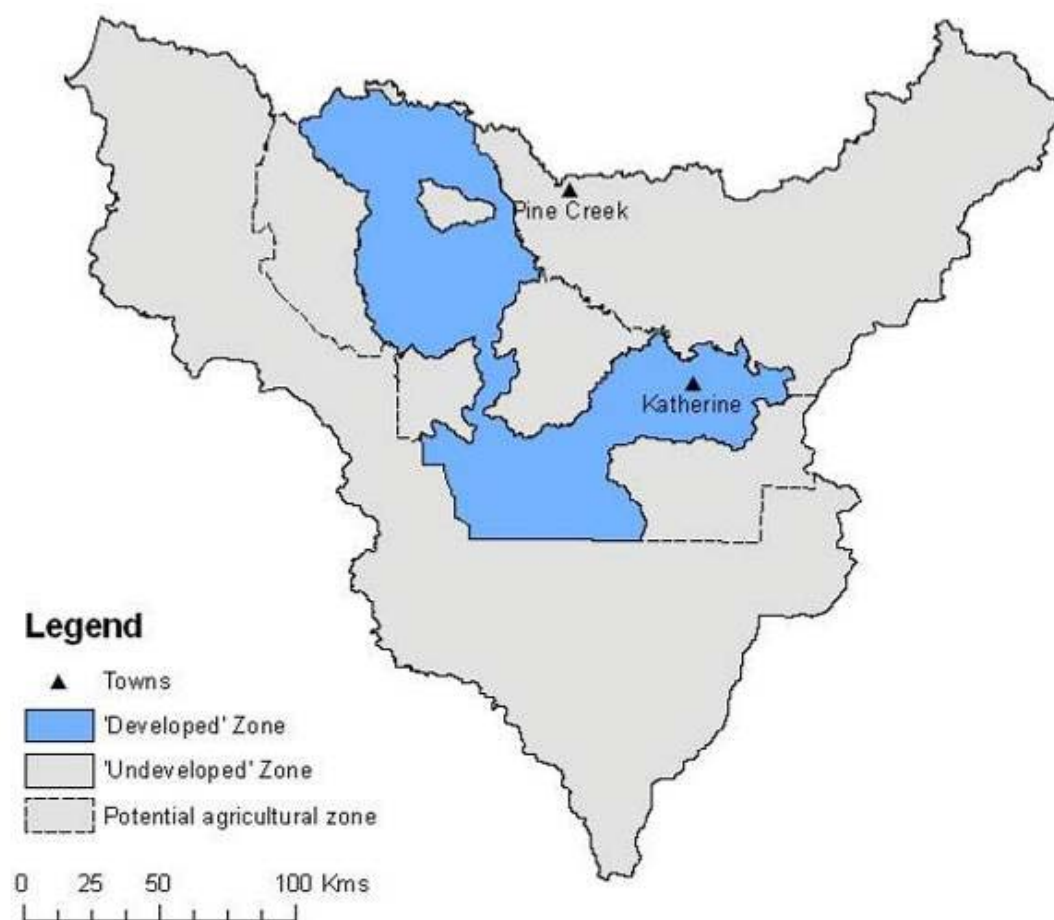 Pine Creek
Katherine
Legend
Towns
'Developed' Zone
'Undeveloped' Zone
Potential agricultural zone
0 25 50 100 Kms